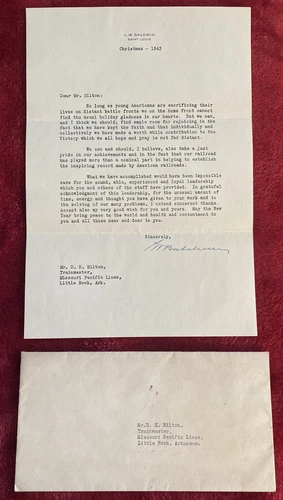 L. W. BALDWIN
SAINT LOUIS
Christmas - 1943
Dear Mr. Hilton:
So long as young Americans are sacrificing their
lives on distant battle fronts we on the home front cannot
find the usual holiday gladness in our hearts. But we can,
and I think we should, find ample room for rejoicing in the
fact that we have kept the faith and that individually and
collectively we have made a worth while contribution to the
Victory which we all hope and pray is not far distant.
We can and should, I believe, also take a just
pride in our achievements and in the fact that our railroad
has played more than a nominal part in helping to establish
the inspiring record made by American railroads.
What we have accomplished would have been impossible
save for the sound, able, experienced and loyal leadership
which you and others of the staff have provided. In grateful
acknowledgment of this leadership, for the unusual amount of
time, energy and thought you have given to your work and to
the solving of our many problems, I extend sincerest thanks.
Accept also my very good wish for you and yours. May the New
Year bring peace to the world and health and contentment to
you and all those near and dear to you.
Sincerely,
LWBaldwin
Mr. D. K. Hilton,
Trainmaster,
Missouri Pacific Lines,
Little Rock, Ark.
Mr. D. K. Hilton,
Trainmaster,
Missouri Pacific Lines,
Little Rock, Arkansas.